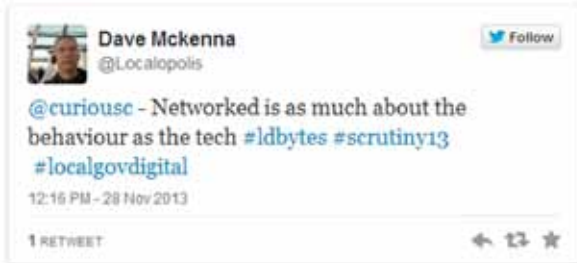 Dave Mckenna
Follow
@Localopolis
@curiousc - Networked is as much about the
behaviour as the tech #ldbytes #scrutiny13
#localgovdigital
12:16 PM - 28 Nov 2013
1 RETWEET